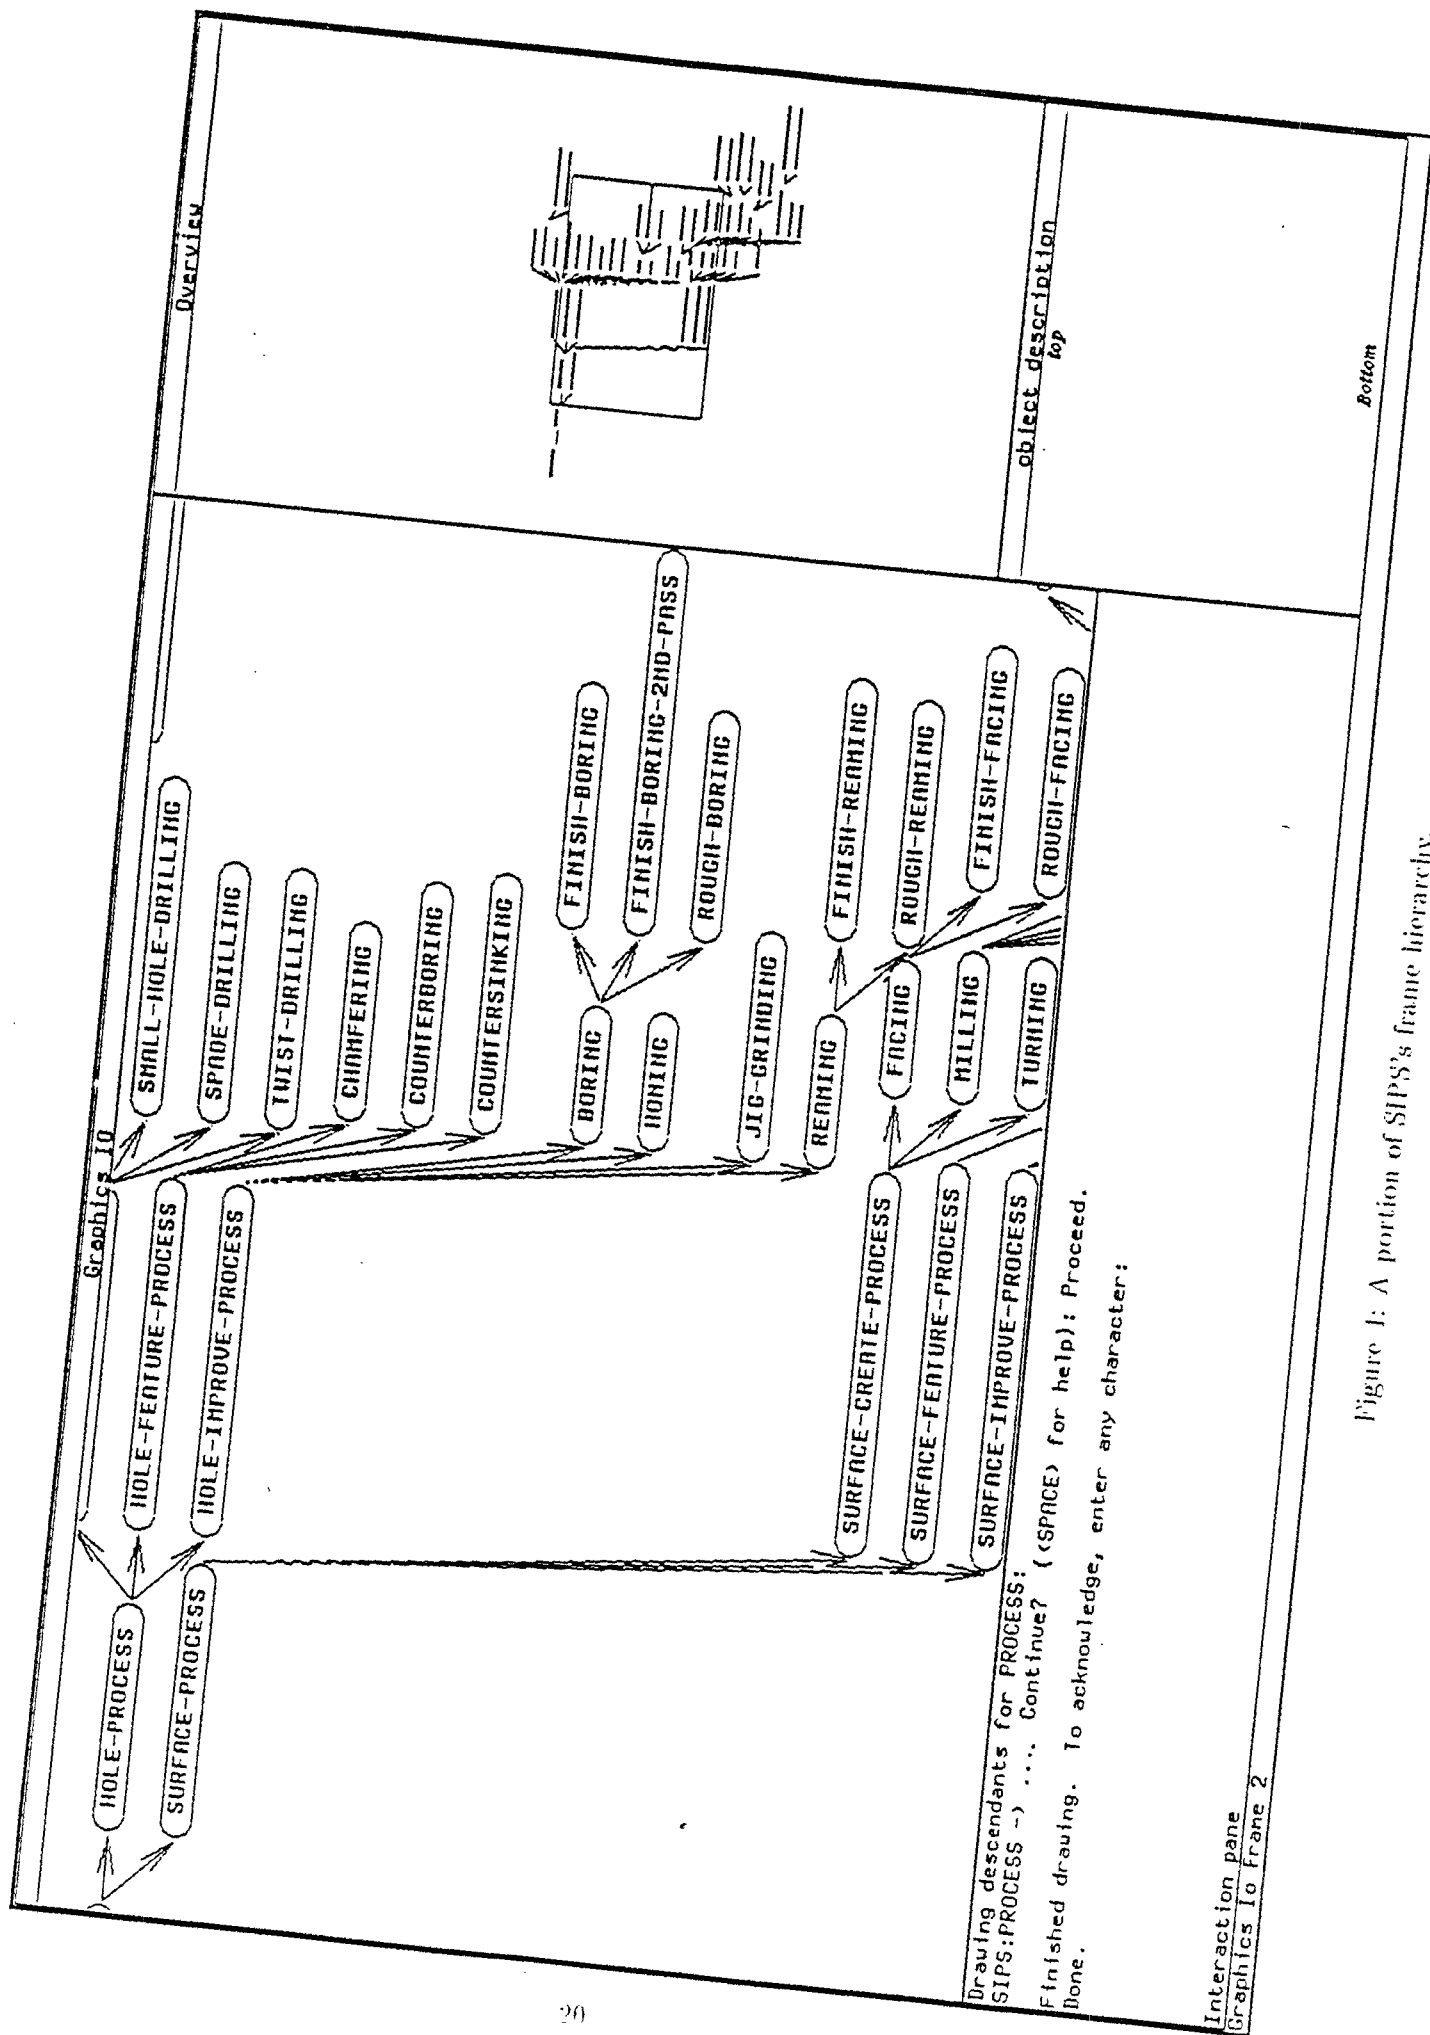 Graphics IO
Overview
HOLE-PROCESS
SURFACE-PROCESS
HOLE-FEATURE-PROCESS
HOLE-IMPROVE-PROCESS
SURFACE-CREATE-PROCESS
SURFACE-FEATURE-PROCESS
SURFACE-IMPROVE-PROCESS
SMALL-HOLE-DRILLING
SPADE-DRILLING
TWIST-DRILLING
CHAMFERING
COUNTERBORING
COUNTERSINKING
BORING
HONING
JIG-GRINDING
REAMING
FACING
MILLING
TURNING
FINISH-BORING
FINISH-BORING-2ND-PASS
ROUGH-BORING
FINISH-REAMING
ROUGH-REAMING
FINISH-FACING
ROUGH-FACING
object description
top
Bottom
Drawing descendants for PROCESS:
SIPS:PROCESS -> .... Continue? (<SPACE> for help): Proceed.
Finished drawing. To acknowledge, enter any character:
Done.
Interaction pane
Graphics Io Frame 2
Figure 1: A portion of SIPS's frame hierarchy.
20